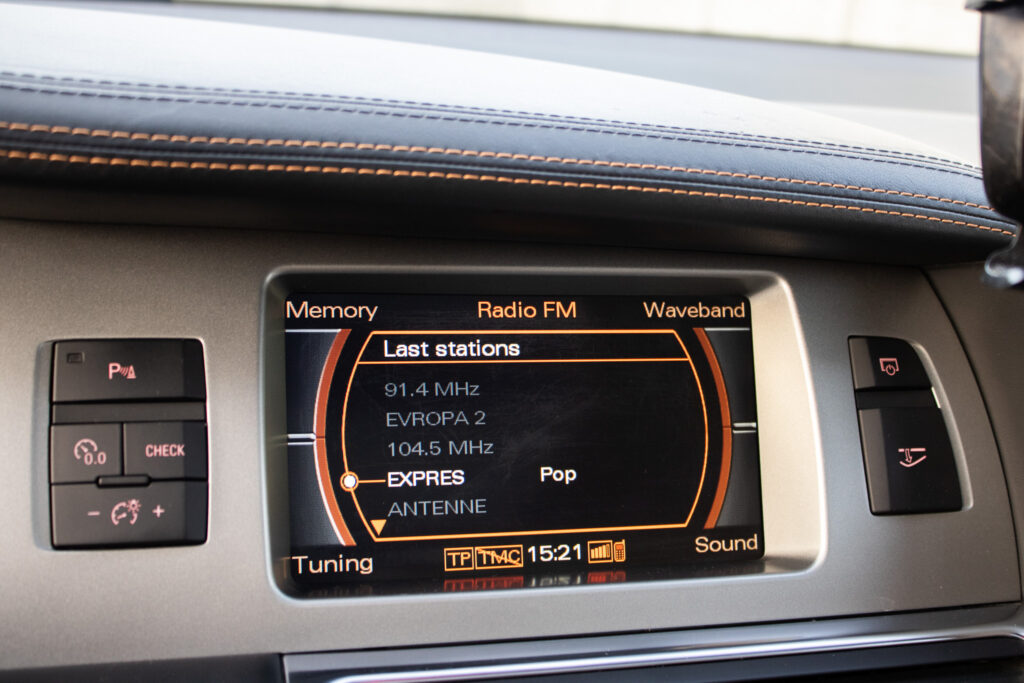 Memory Radio FM Waveband
Last stations
91.4 MHz
EVROPA 2
104.5 MHz
EXPRES Pop
ANTENNE
Tuning TP TMC 15:21 Sound
P
0.0 CHECK
- +